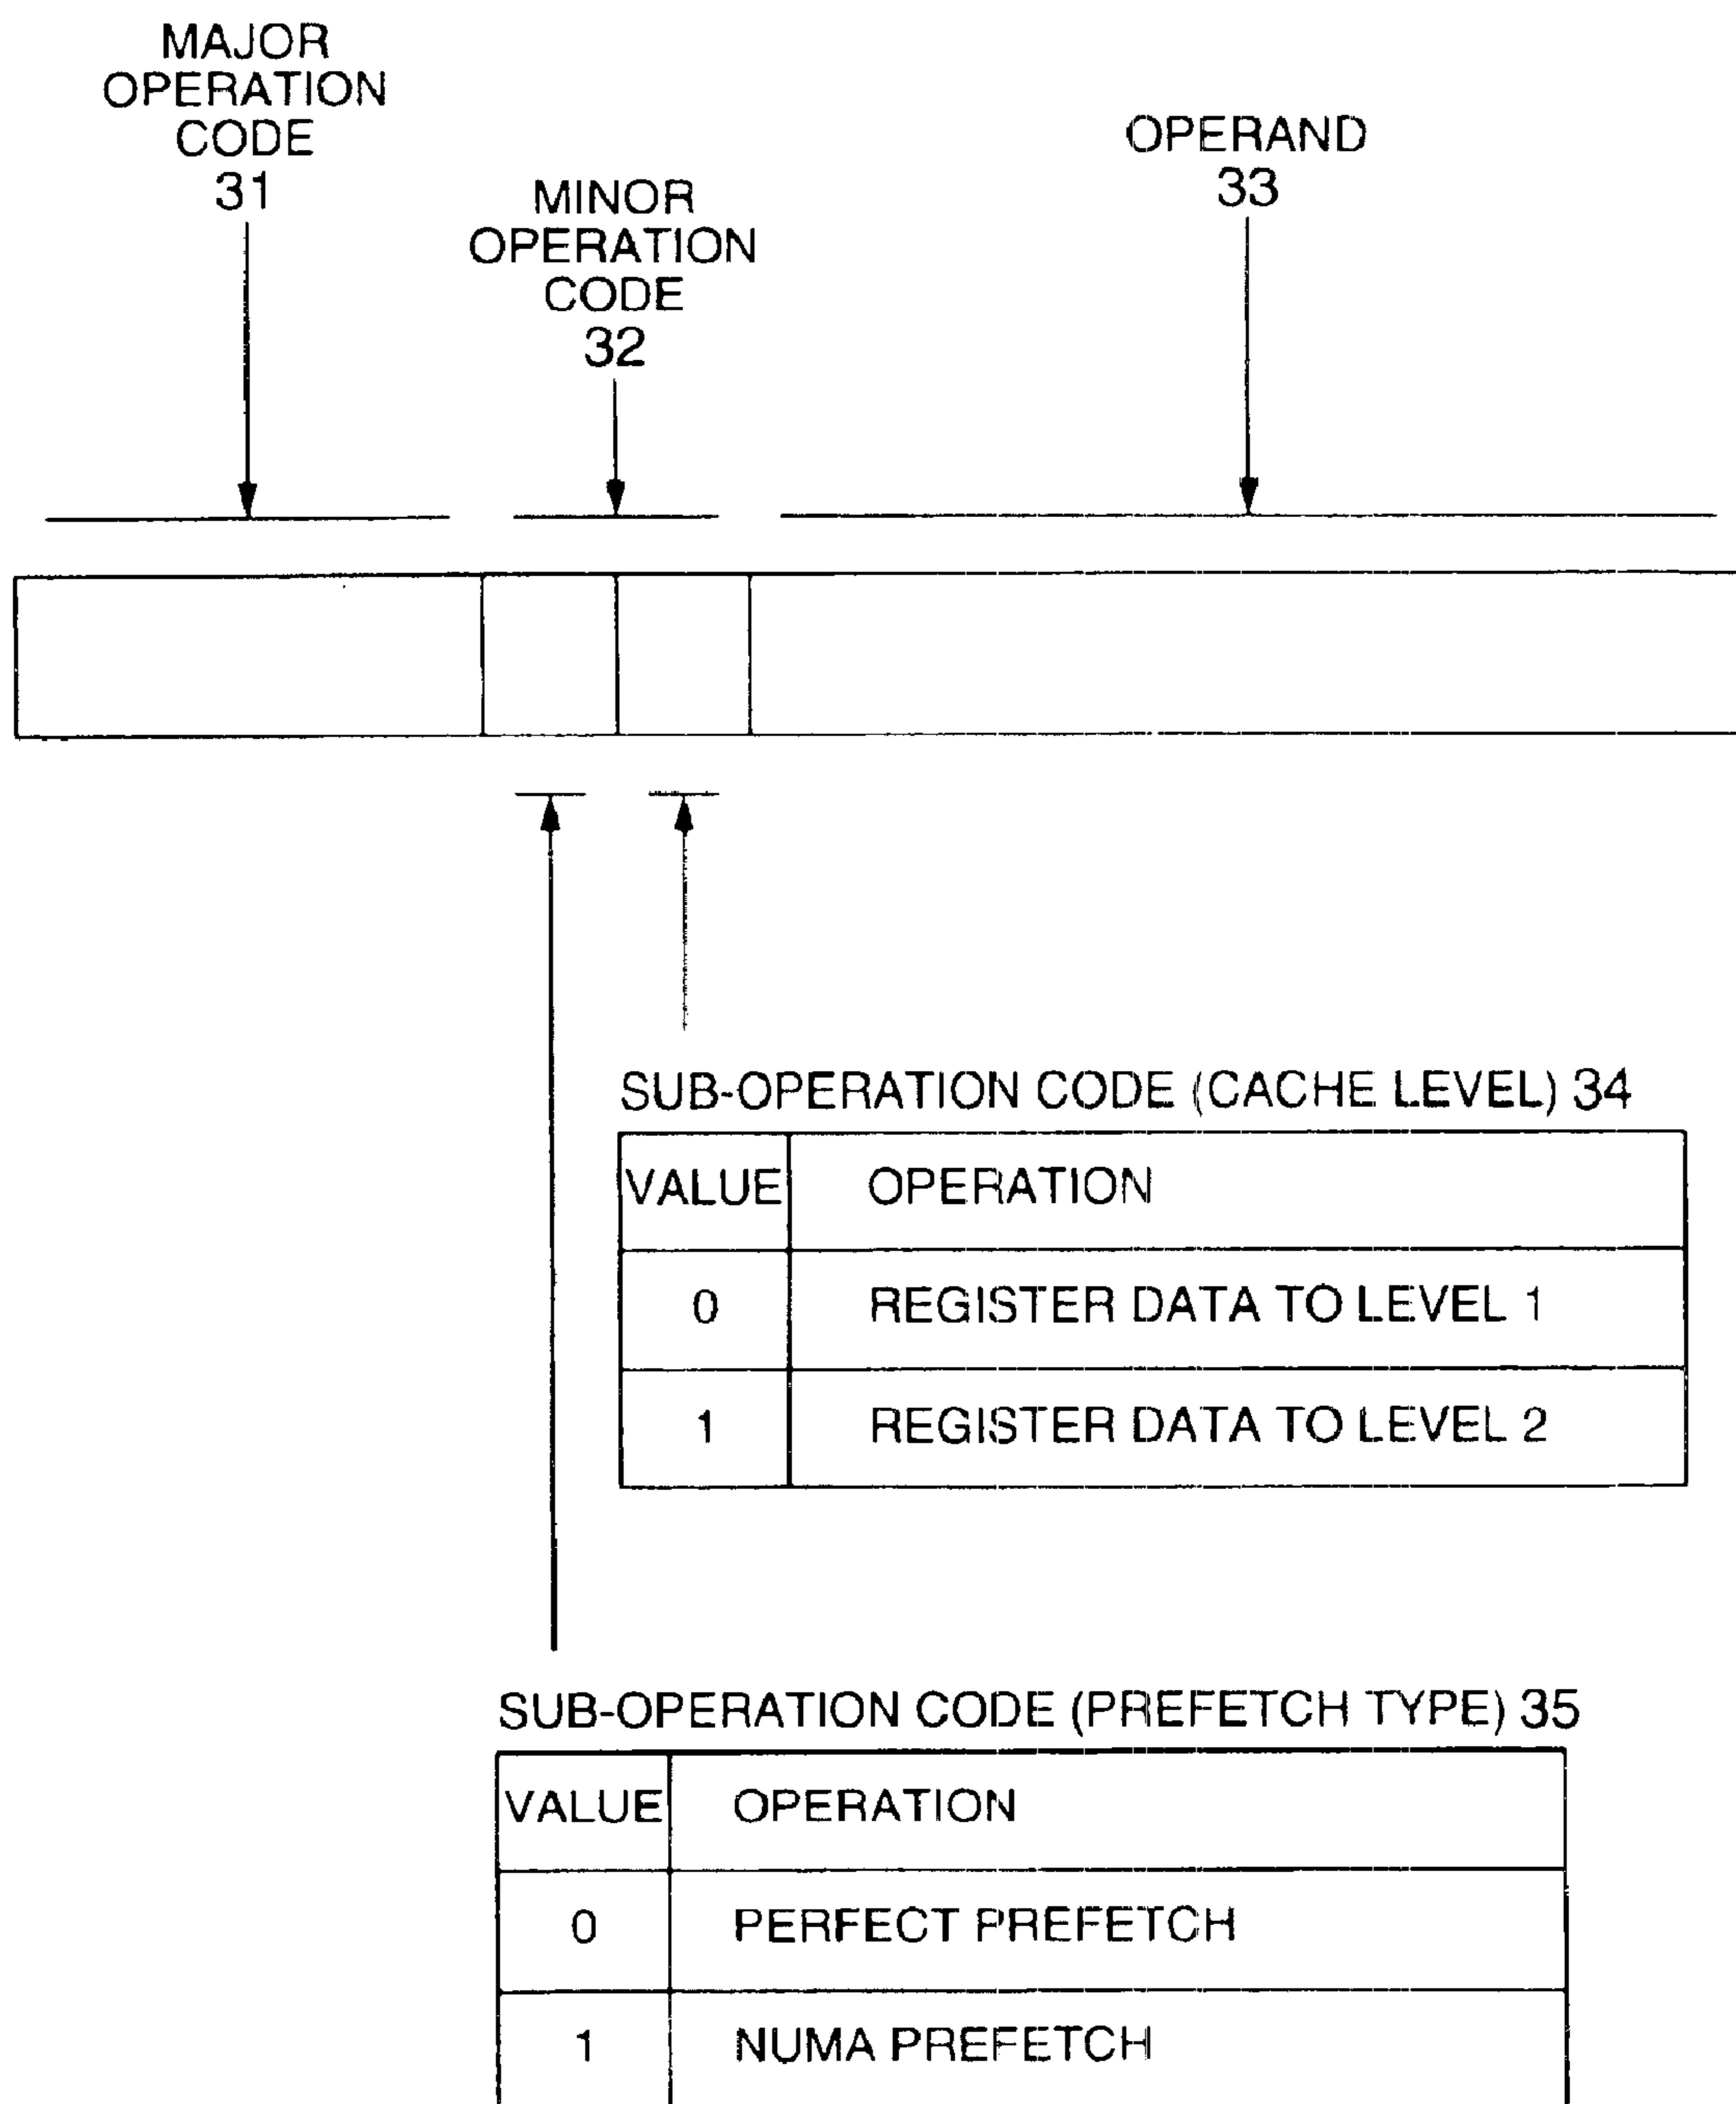 MAJOR
OPERATION
CODE
31
MINOR
OPERATION
CODE
32
OPERAND
33
SUB-OPERATION CODE (CACHE LEVEL) 34
VALUE OPERATION
0 REGISTER DATA TO LEVEL 1
1 REGISTER DATA TO LEVEL 2
SUB-OPERATION CODE (PREFETCH TYPE) 35
VALUE OPERATION
0 PERFECT PREFETCH
1 NUMA PREFETCH